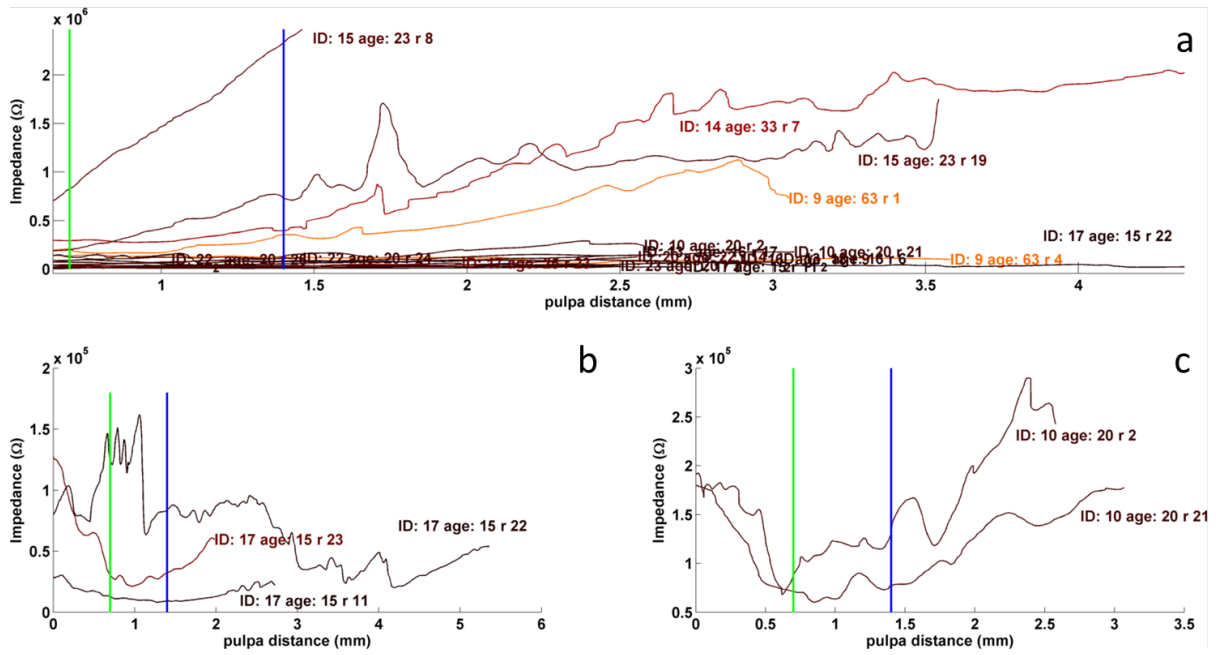 x 10⁶
a
ID: 15 age: 23 r 8
2
ID: 14 age: 33 r 7
1.5
ID: 15 age: 23 r 19
1
ID: 9 age: 63 r 1
0.5
ID: 17 age: 15 r 22
ID: 10 age: 20 r 2
ID: 10 age: 20 r 21
ID: 22 age: 20 r 24
ID: 9 age: 63 r 4
0
Impedance (Ω)
1 1.5 2 2.5 3 3.5 4
pulpa distance (mm)
b
x 10⁵
2
1.5
1
ID: 17 age: 15 r 22
ID: 17 age: 15 r 23
0.5
ID: 17 age: 15 r 11
0
Impedance (Ω)
0 1 2 3 4 5 6
pulpa distance (mm)
c
x 10⁵
3
2.5
ID: 10 age: 20 r 2
2
1.5
ID: 10 age: 20 r 21
1
0.5
Impedance (Ω)
0 0.5 1 1.5 2 2.5 3 3.5
pulpa distance (mm)